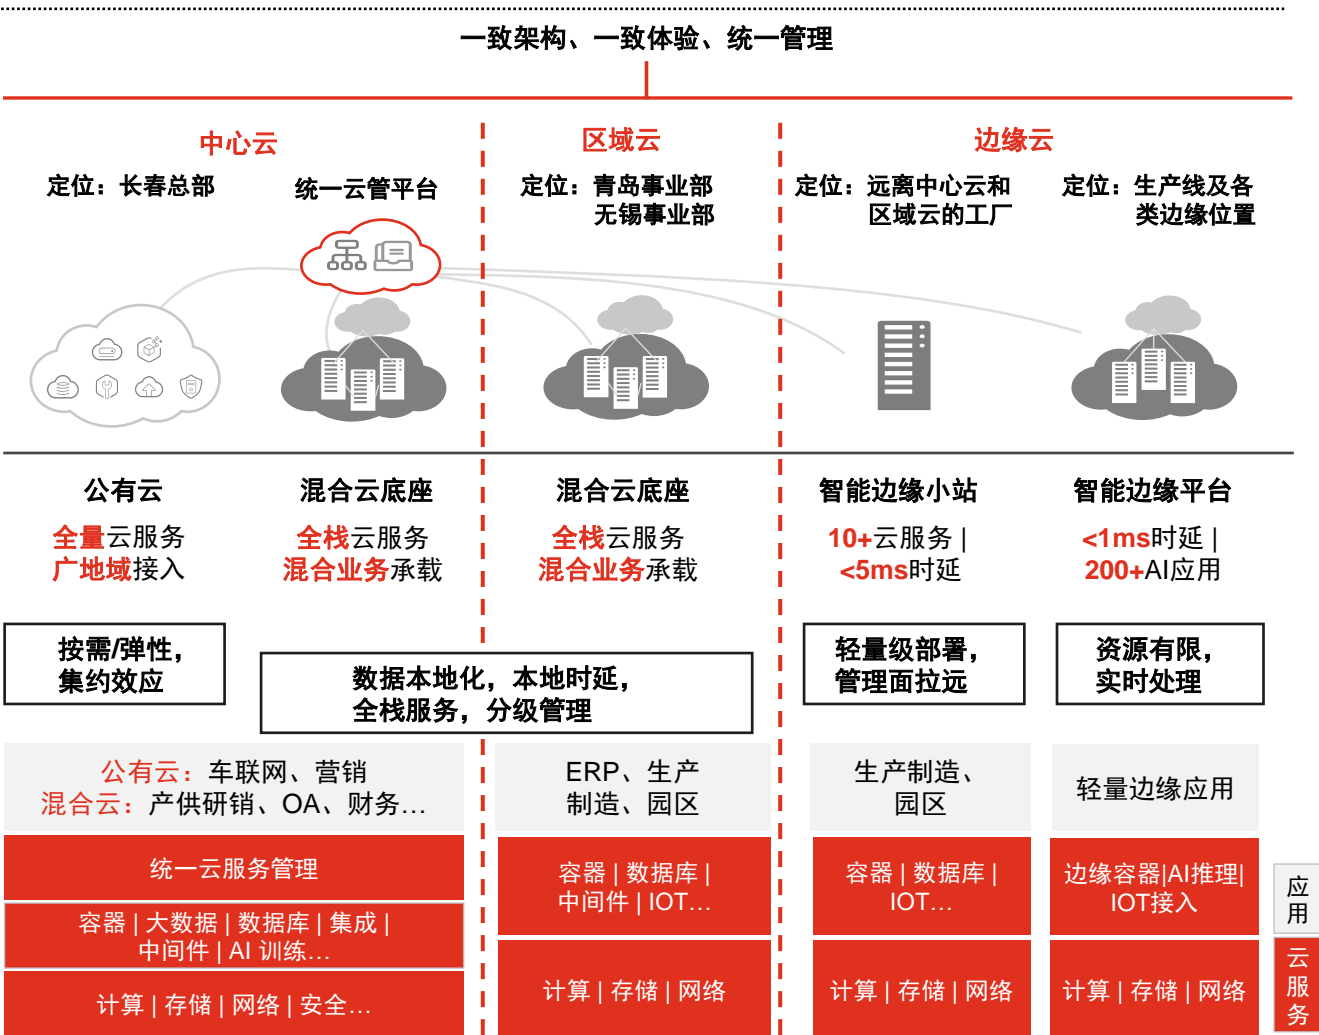 一致架构、一致体验、统一管理
中心云
定位：长春总部
统一云管平台
区域云
定位：青岛事业部
无锡事业部
边缘云
定位：远离中心云和
区域云的工厂
定位：生产线及各
类边缘位置
公有云
全量云服务
广地域接入
混合云底座
全栈云服务
混合业务承载
混合云底座
全栈云服务
混合业务承载
智能边缘小站
10+云服务 |
<5ms时延
智能边缘平台
<1ms时延 |
200+AI应用
按需/弹性，
集约效应
数据本地化，本地时延，
全栈服务，分级管理
轻量级部署，
管理面拉远
资源有限，
实时处理
公有云：车联网、营销
混合云：产供研销、OA、财务…
ERP、生产
制造、园区
生产制造、
园区
轻量边缘应用
统一云服务管理
容器 | 大数据 | 数据库 | 集成 |
中间件 | AI 训练…
计算 | 存储 | 网络 | 安全…
容器 | 数据库 |
中间件 | IOT…
计算 | 存储 | 网络
容器 | 数据库 |
IOT…
计算 | 存储 | 网络
边缘容器|AI推理|
IOT接入
计算 | 存储 | 网络
应
用
云
服
务